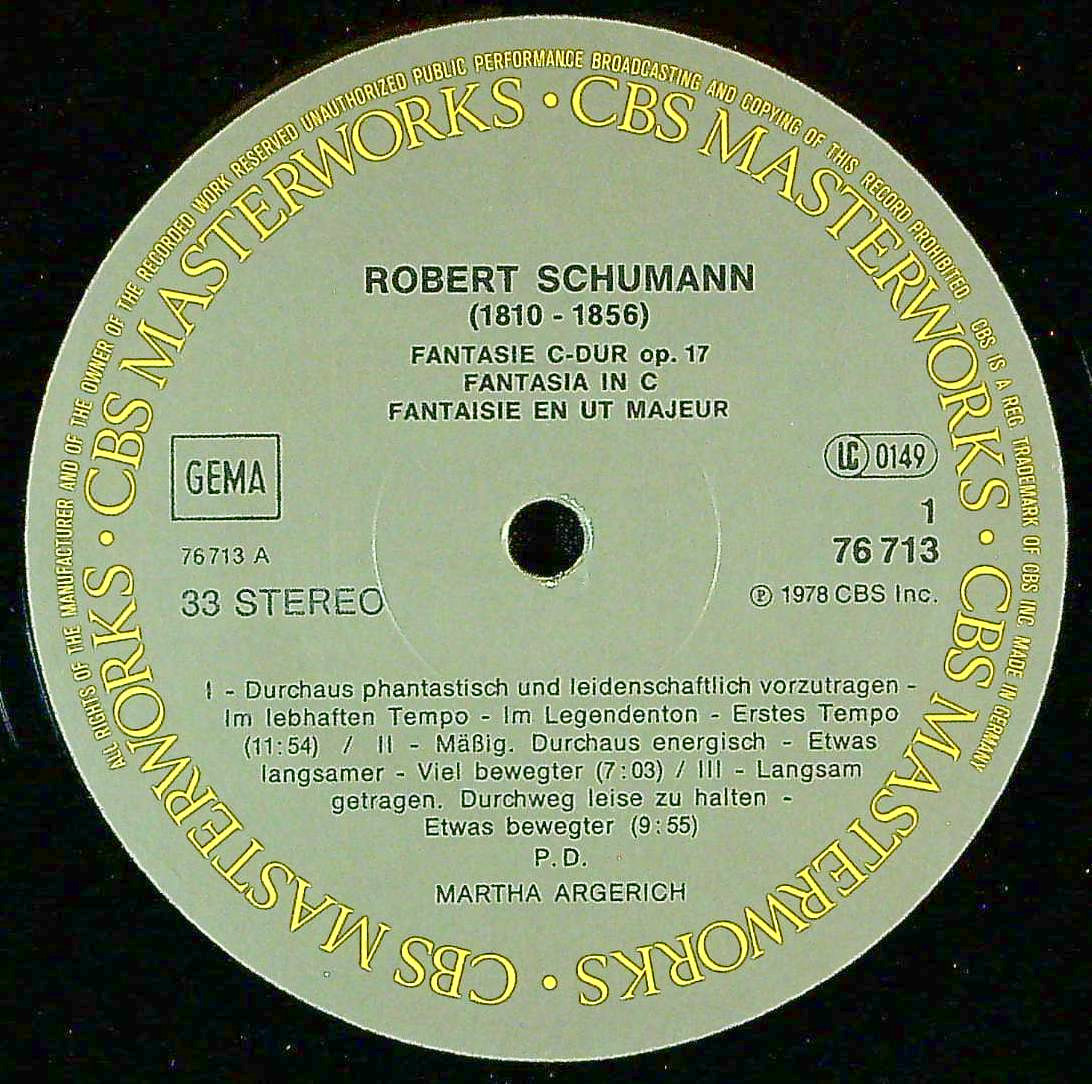 ALL RIGHTS OF THE MANUFACTURER AND OF THE OWNER OF THE RECORDED WORK RESERVED UNAUTHORIZED PUBLIC PERFORMANCE BROADCASTING AND COPYING OF THIS RECORD PROHIBITED CBS IS A REG TRADEMARK OF CBS INC MADE IN GERMANY
CBS MASTERWORKS · CBS MASTERWORKS · CBS MASTERWORKS · CBS MASTERWORKS ·
ROBERT SCHUMANN
(1810 - 1856)
FANTASIE C-DUR op. 17
FANTASIA IN C
FANTAISIE EN UT MAJEUR
GEMA
LC 0149
1
76 713 A
76 713
33 STEREO
℗ 1978 CBS Inc.
I - Durchaus phantastisch und leidenschaftlich vorzutragen -
Im lebhaften Tempo - Im Legendenton - Erstes Tempo
(11:54) / II - Mäßig. Durchaus energisch - Etwas
langsamer - Viel bewegter (7:03) / III - Langsam
getragen. Durchweg leise zu halten -
Etwas bewegter (9:55)
P.D.
MARTHA ARGERICH